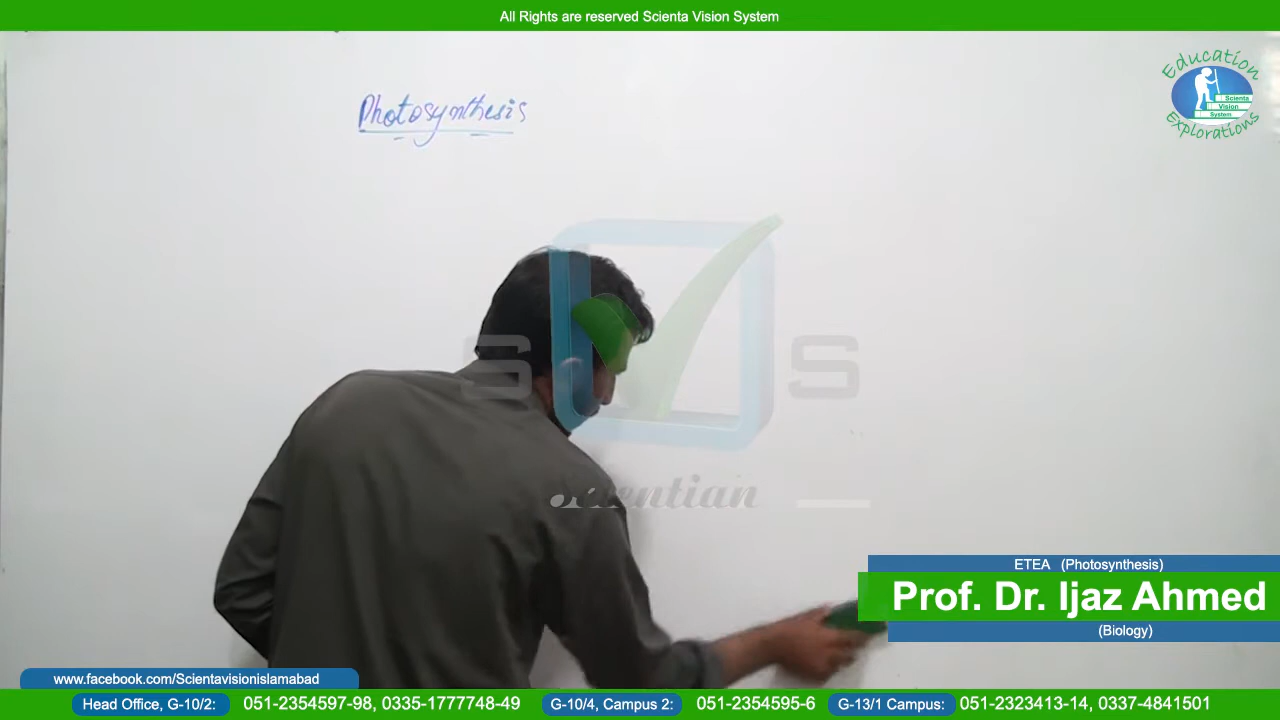 All Rights are reserved Scienta Vision System
Education
Scienta
Vision
System
Explorations
Photosynthesis
S S
Scientian
ETEA (Photosynthesis)
Prof. Dr. Ijaz Ahmed
(Biology)
www.facebook.com/Scientavisionislamabad
Head Office, G-10/2: 051-2354597-98, 0335-1777748-49 G-10/4, Campus 2: 051-2354595-6 G-13/1 Campus: 051-2323413-14, 0337-4841501